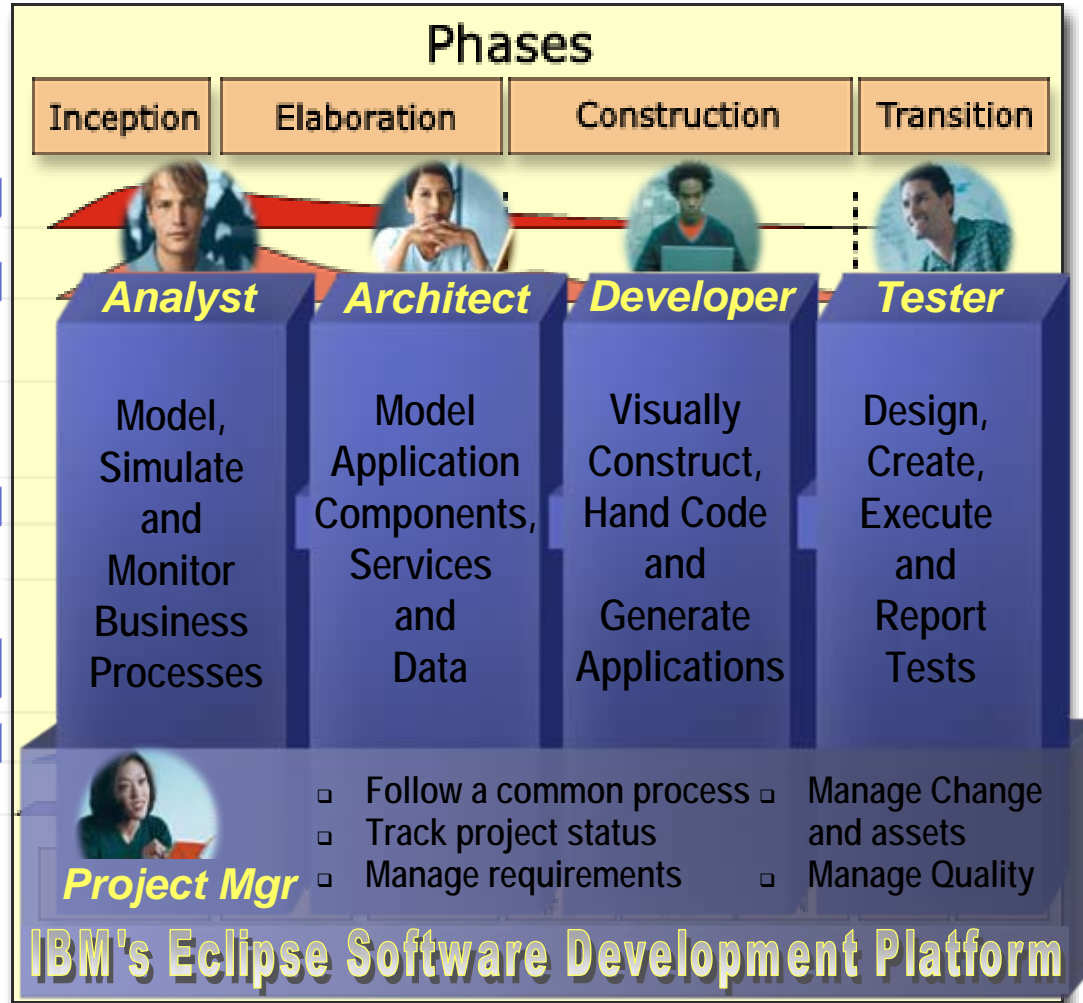 Phases
Inception
Elaboration
Construction
Transition
Analyst
Architect
Developer
Tester
Model,
Simulate
and
Monitor
Business
Processes
Model
Application
Components,
Services
and
Data
Visually
Construct,
Hand Code
and
Generate
Applications
Design,
Create,
Execute
and
Report
Tests
Project Mgr
Follow a common process
Track project status
Manage requirements
Manage Change
and assets
Manage Quality
IBM's Eclipse Software Development Platform